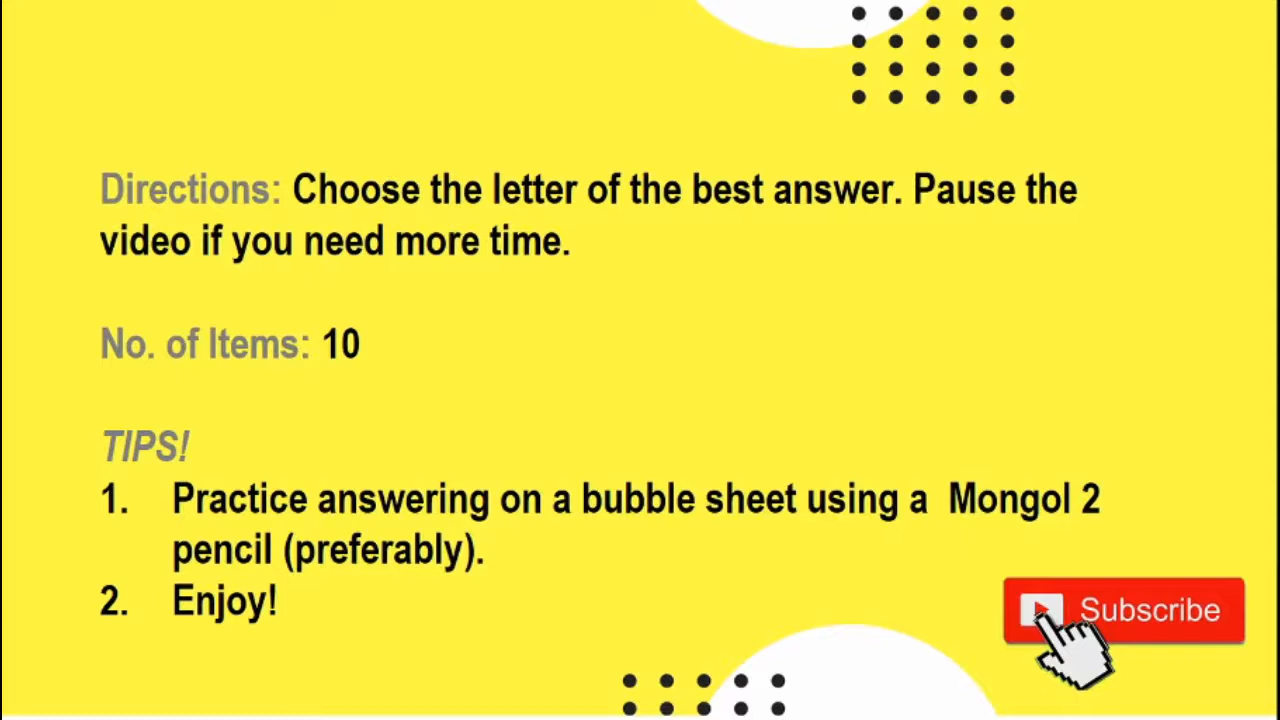 Directions: Choose the letter of the best answer. Pause the
video if you need more time.
No. of Items: 10
TIPS!
1. Practice answering on a bubble sheet using a Mongol 2
pencil (preferably).
2. Enjoy!
Subscribe